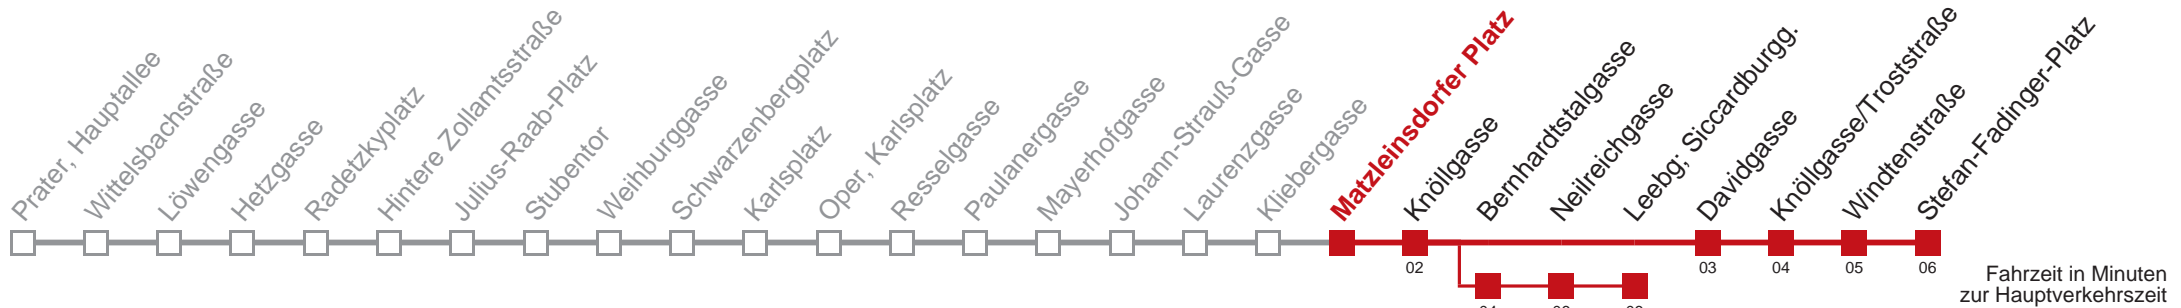 Prater, Hauptallee
Wittelsbachstraße
Löwengasse
Hetzgasse
Radetzkyplatz
Hintere Zollamtsstraße
Julius-Raab-Platz
Stubentor
Weihburggasse
Schwarzenbergplatz
Karlsplatz
Oper, Karlsplatz
Resselgasse
Paulanergasse
Mayerhofgasse
Johann-Strauß-Gasse
Laurenzgasse
Kliebergasse
Matzleinsdorfer Platz
Knöllgasse
Bernhardtstalgasse
Neilreichgasse
Leebg; Siccardburgg.
Davidgasse
Knöllgasse/Troststraße
Windtenstraße
Stefan-Fadinger-Platz
02
03
04
05
06
Fahrzeit in Minuten
zur Hauptverkehrszeit